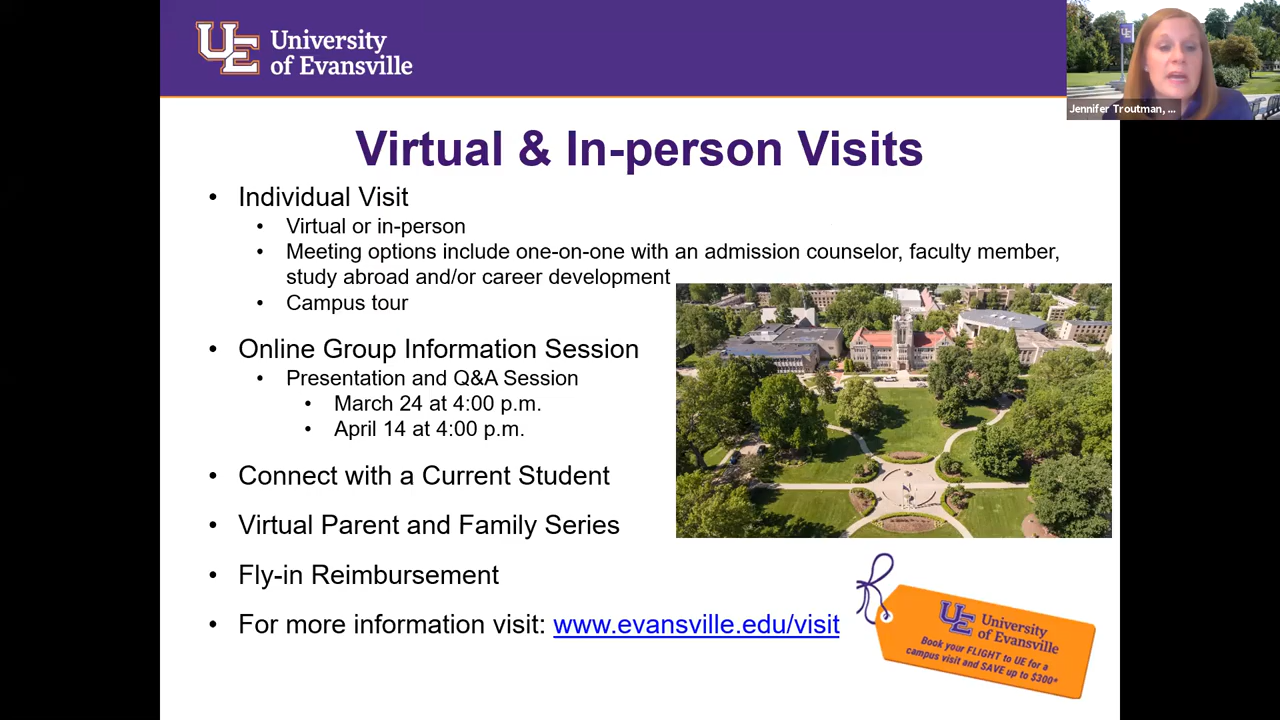 UE University
of Evansville
Jennifer Troutman, ...
Virtual & In-person Visits
• Individual Visit
• Virtual or in-person
• Meeting options include one-on-one with an admission counselor, faculty member,
study abroad and/or career development
• Campus tour
• Online Group Information Session
• Presentation and Q&A Session
• March 24 at 4:00 p.m.
• April 14 at 4:00 p.m.
• Connect with a Current Student
• Virtual Parent and Family Series
• Fly-in Reimbursement
• For more information visit: www.evansville.edu/visit
UE University
of Evansville
Book your FLIGHT to UE for a
campus visit and SAVE up to $300*